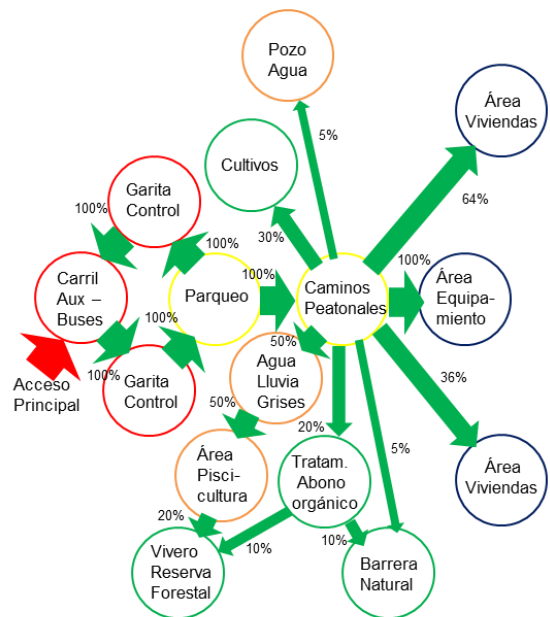 Pozo
Agua
Área
Viviendas
5%
Cultivos
64%
Garita
Control
100%
30%
100%
100%
100%
Carril
Aux –
Buses
Parqueo
Caminos
Peatonales
Área
Equipa-
miento
100%
50%
Acceso
Principal
100%
Garita
Control
Agua
Lluvia
Grises
36%
50%
20%
5%
Área
Pisci-
cultura
Tratam.
Abono
orgánico
Área
Viviendas
20%
10%
10%
Vivero
Reserva
Forestal
Barrera
Natural